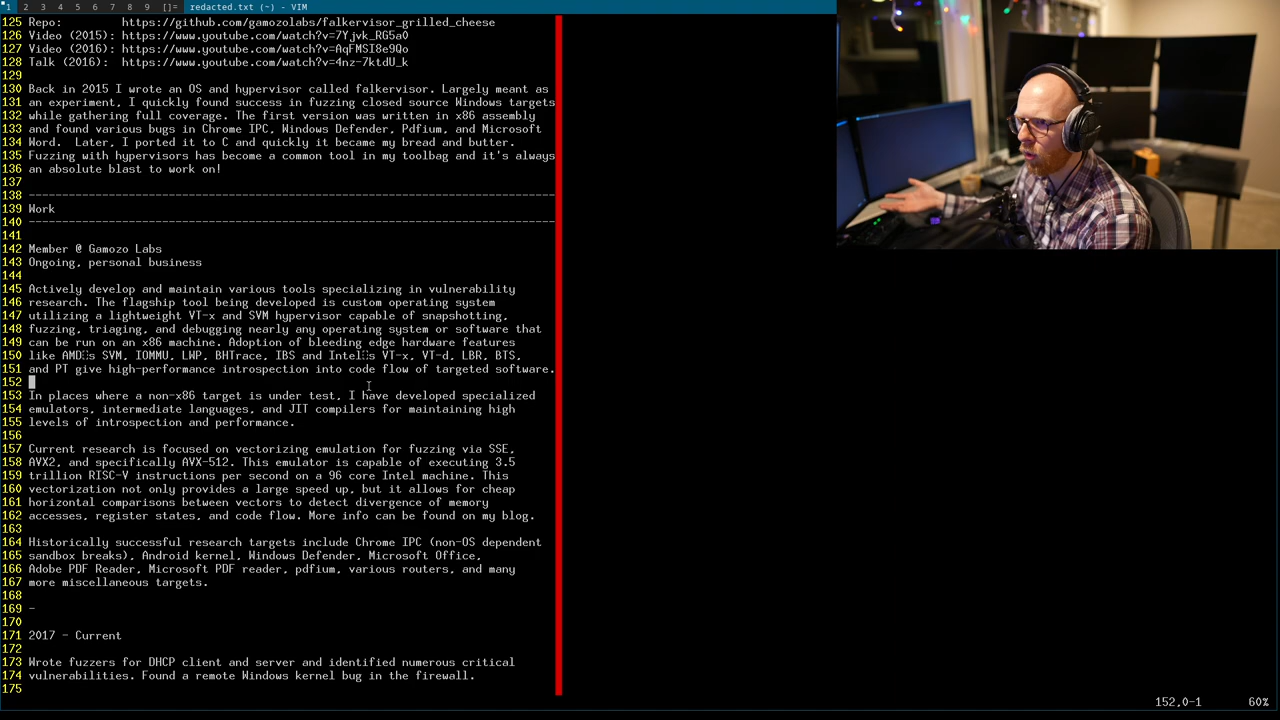 1 2 3 4 5 6 7 8 9 []= redacted.txt (~) - VIM
125 Repo: https://github.com/gamozolabs/falkervisor_grilled_cheese
126 Video (2015): https://www.youtube.com/watch?v=7Yjvk_RG5a0
127 Video (2016): https://www.youtube.com/watch?v=AqFMSI8e9Qo
128 Talk (2016): https://www.youtube.com/watch?v=4nz-7ktdU_k
129
130 Back in 2015 I wrote an OS and hypervisor called falkervisor. Largely meant as
131 an experiment, I quickly found success in fuzzing closed source Windows targets
132 while gathering full coverage. The first version was written in x86 assembly
133 and found various bugs in Chrome IPC, Windows Defender, Pdfium, and Microsoft
134 Word.  Later, I ported it to C and quickly it became my bread and butter.
135 Fuzzing with hypervisors has become a common tool in my toolbag and it's always
136 an absolute blast to work on!
137
138 -------------------------------------------------------------------------------
139 Work
140 -------------------------------------------------------------------------------
141
142 Member @ Gamozo Labs
143 Ongoing, personal business
144
145 Actively develop and maintain various tools specializing in vulnerability
146 research. The flagship tool being developed is custom operating system
147 utilizing a lightweight VT-x and SVM hypervisor capable of snapshotting,
148 fuzzing, triaging, and debugging nearly any operating system or software that
149 can be run on an x86 machine. Adoption of bleeding edge hardware features
150 like AMD s SVM, IOMMU, LWP, BHTrace, IBS and Intel s VT-x, VT-d, LBR, BTS,
151 and PT give high-performance introspection into code flow of targeted software.
152
153 In places where a non-x86 target is under test, I have developed specialized
154 emulators, intermediate languages, and JIT compilers for maintaining high
155 levels of introspection and performance.
156
157 Current research is focused on vectorizing emulation for fuzzing via SSE,
158 AVX2, and specifically AVX-512. This emulator is capable of executing 3.5
159 trillion RISC-V instructions per second on a 96 core Intel machine. This
160 vectorization not only provides a large speed up, but it allows for cheap
161 horizontal comparisons between vectors to detect divergence of memory
162 accesses, register states, and code flow. More info can be found on my blog.
163
164 Historically successful research targets include Chrome IPC (non-OS dependent
165 sandbox breaks), Android kernel, Windows Defender, Microsoft Office,
166 Adobe PDF Reader, Microsoft PDF reader, pdfium, various routers, and many
167 more miscellaneous targets.
168
169 -
170
171 2017 - Current
172
173 Wrote fuzzers for DHCP client and server and identified numerous critical
174 vulnerabilities. Found a remote Windows kernel bug in the firewall.
175
152,0-1 60%